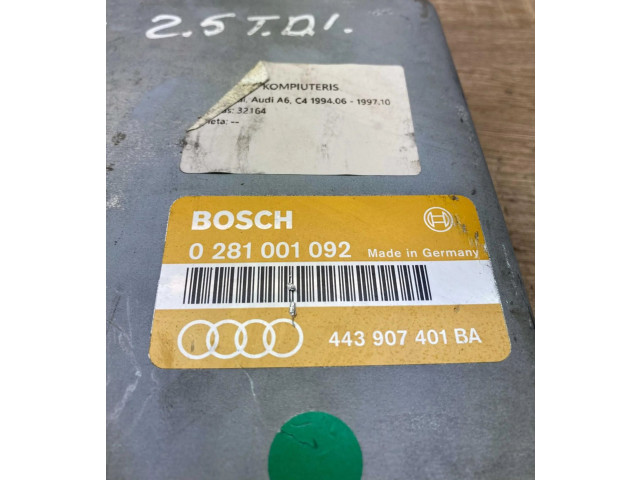 2.5 T.D.I.
KOMPIUTERIS
Audi A6, C4 1994.06 - 1997.10
32164
--
BOSCH
0 281 001 092 Made in Germany
443 907 401 BA